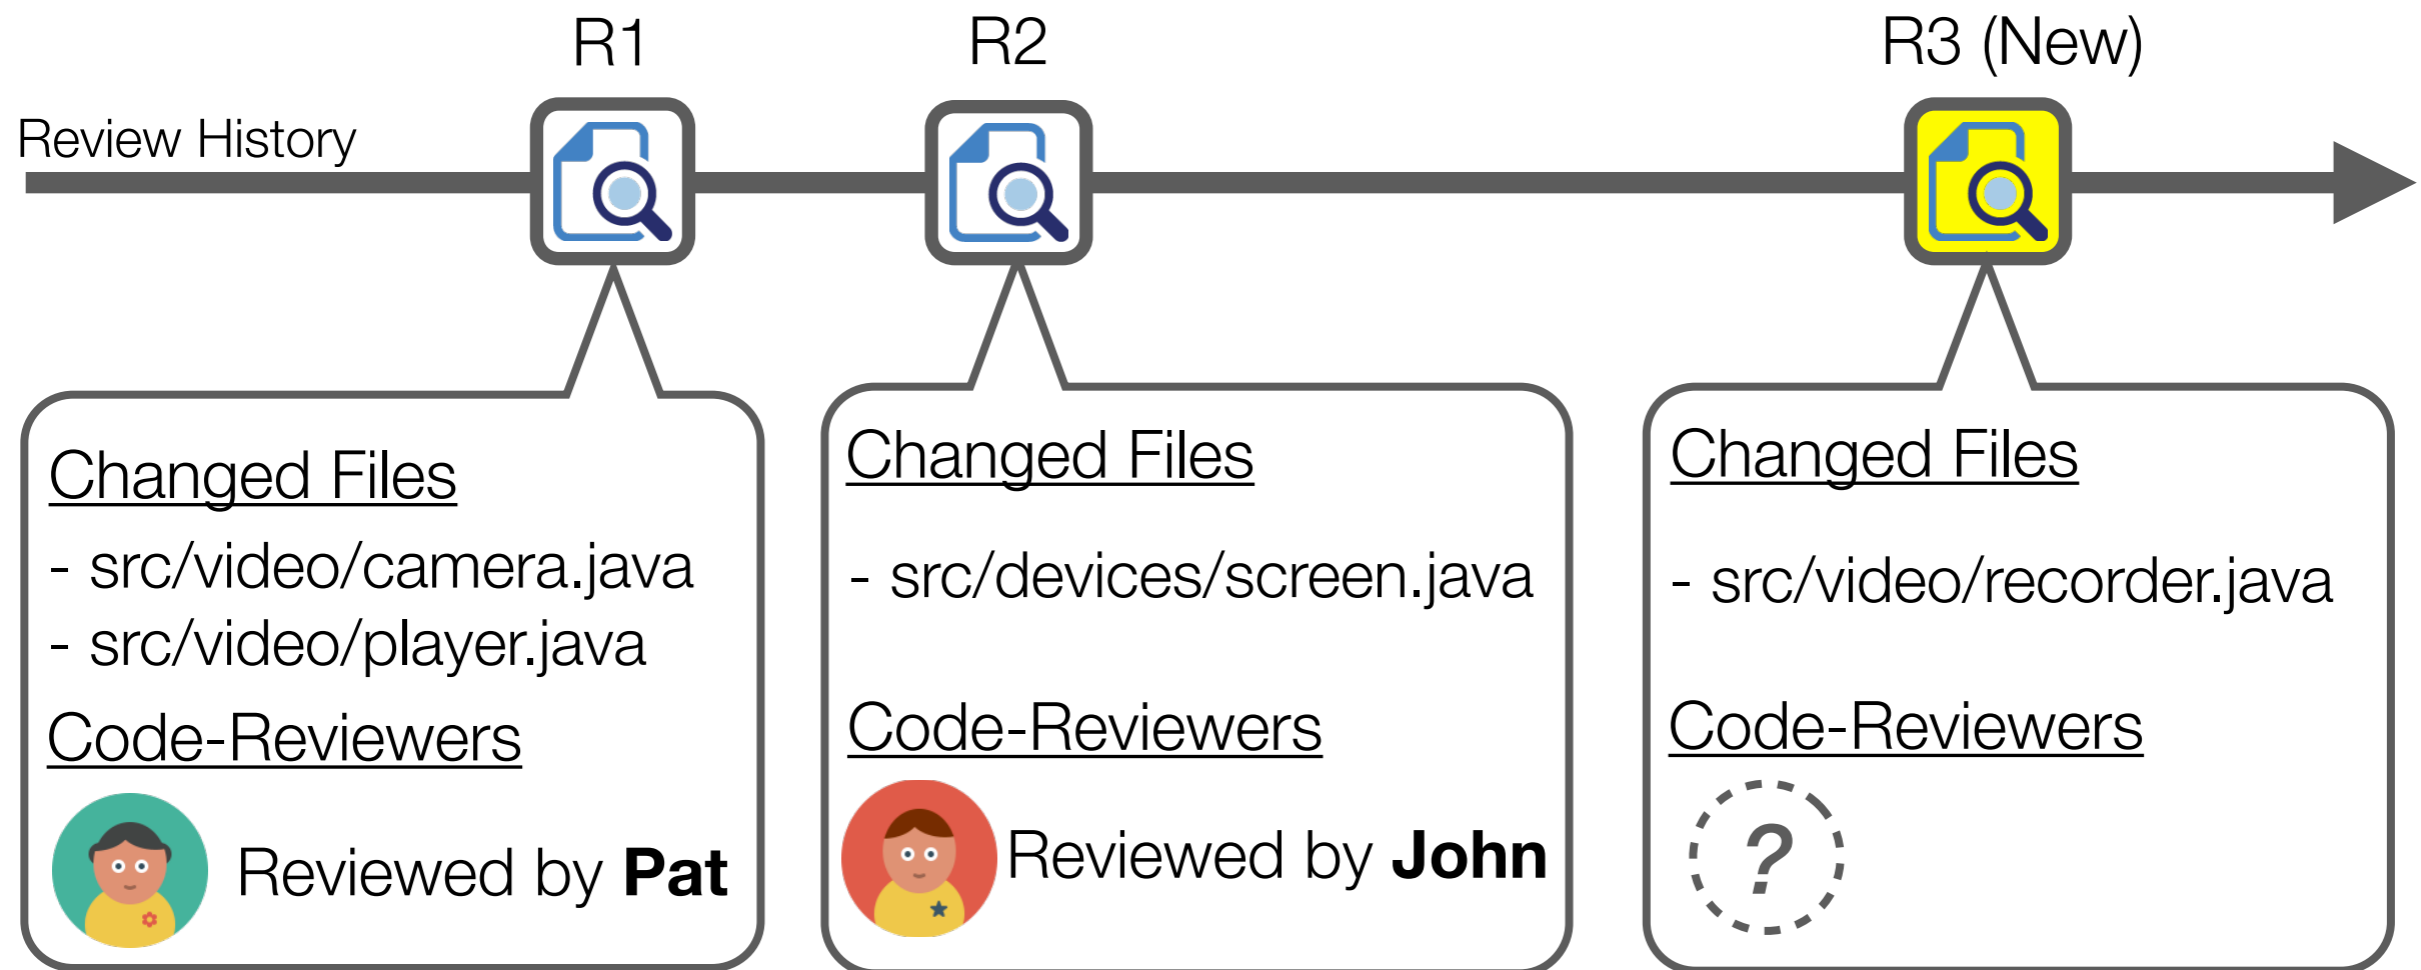 R1
R2
R3 (New)
Review History
Changed Files
- src/video/camera.java
- src/video/player.java
Code-Reviewers
Reviewed by Pat
Changed Files
- src/devices/screen.java
Code-Reviewers
Reviewed by John
Changed Files
- src/video/recorder.java
Code-Reviewers
?